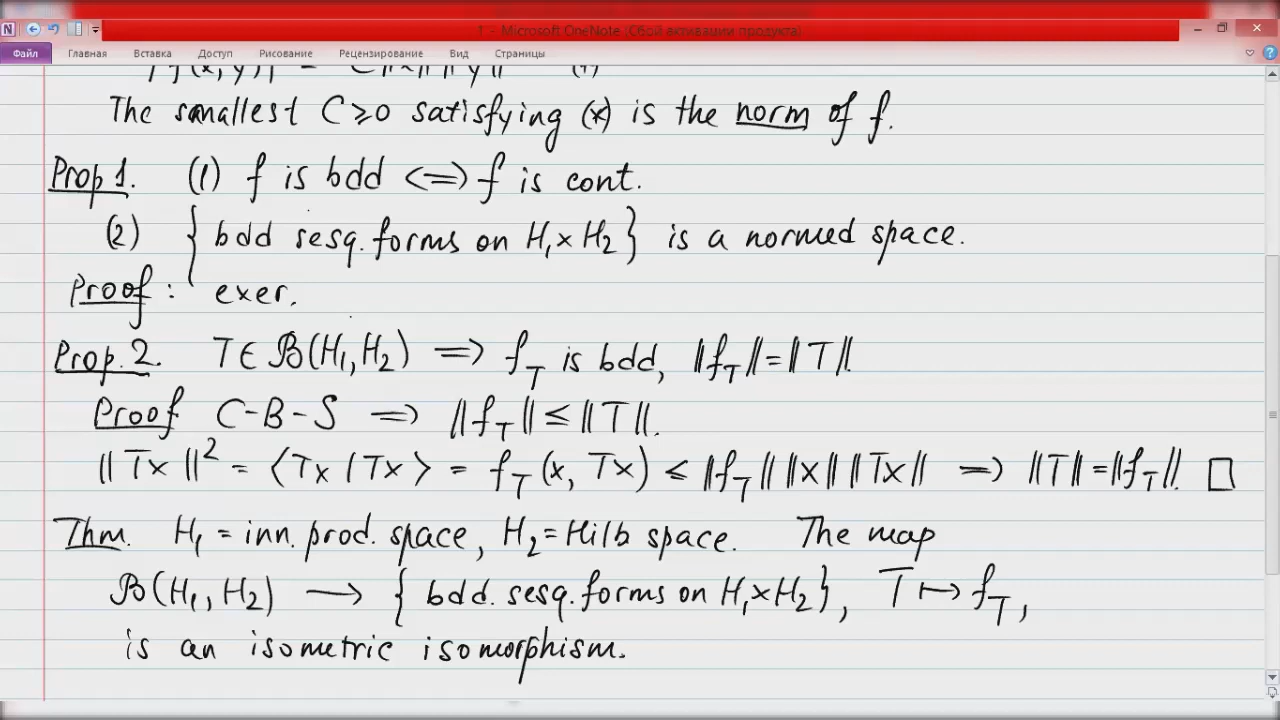 1 - Microsoft OneNote (Сбой активации продукта)
Файл Главная Вставка Доступ Рисование Рецензирование Вид Страницы
|f(x, y)| ≤ C‖x‖ ‖y‖ (*)
The smallest C ≥ 0 satisfying (*) is the norm of f.
Prop 1. (1) f is bdd <=> f is cont.
(2) { bdd sesq. forms on H₁ × H₂ } is a normed space.
Proof: exer.
Prop. 2. T ∈ ℬ(H₁, H₂) => f_T is bdd, ‖f_T‖ = ‖T‖.
Proof C-B-S => ‖f_T‖ ≤ ‖T‖.
‖Tx‖² = ⟨Tx | Tx⟩ = f_T(x, Tx) ≤ ‖f_T‖ ‖x‖ ‖Tx‖ => ‖T‖ = ‖f_T‖. □
Thm. H₁ = inn. prod. space, H₂ = Hilb space. The map
ℬ(H₁, H₂) → { bdd. sesq. forms on H₁ × H₂ }, T ↦ f_T,
is an isometric isomorphism.